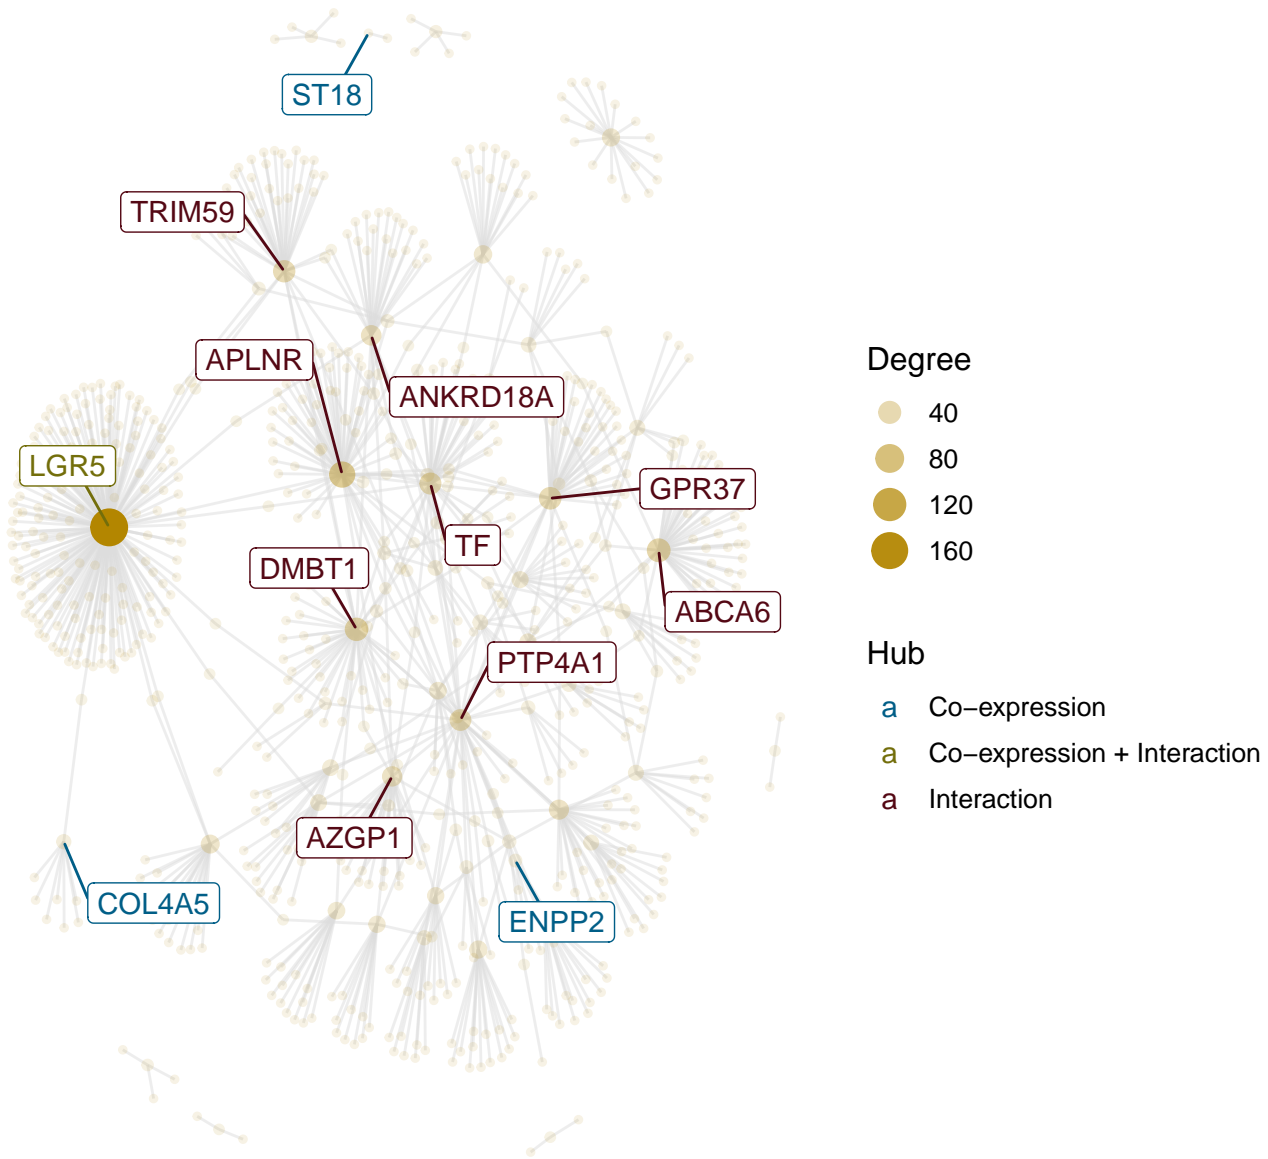 ST18
TRIM59
APLNR
ANKRD18A
LGR5
GPR37
TF
DMBT1
ABCA6
PTP4A1
AZGP1
COL4A5
ENPP2
Degree
40
80
120
160
Hub
a Co−expression
a Co−expression + Interaction
a Interaction